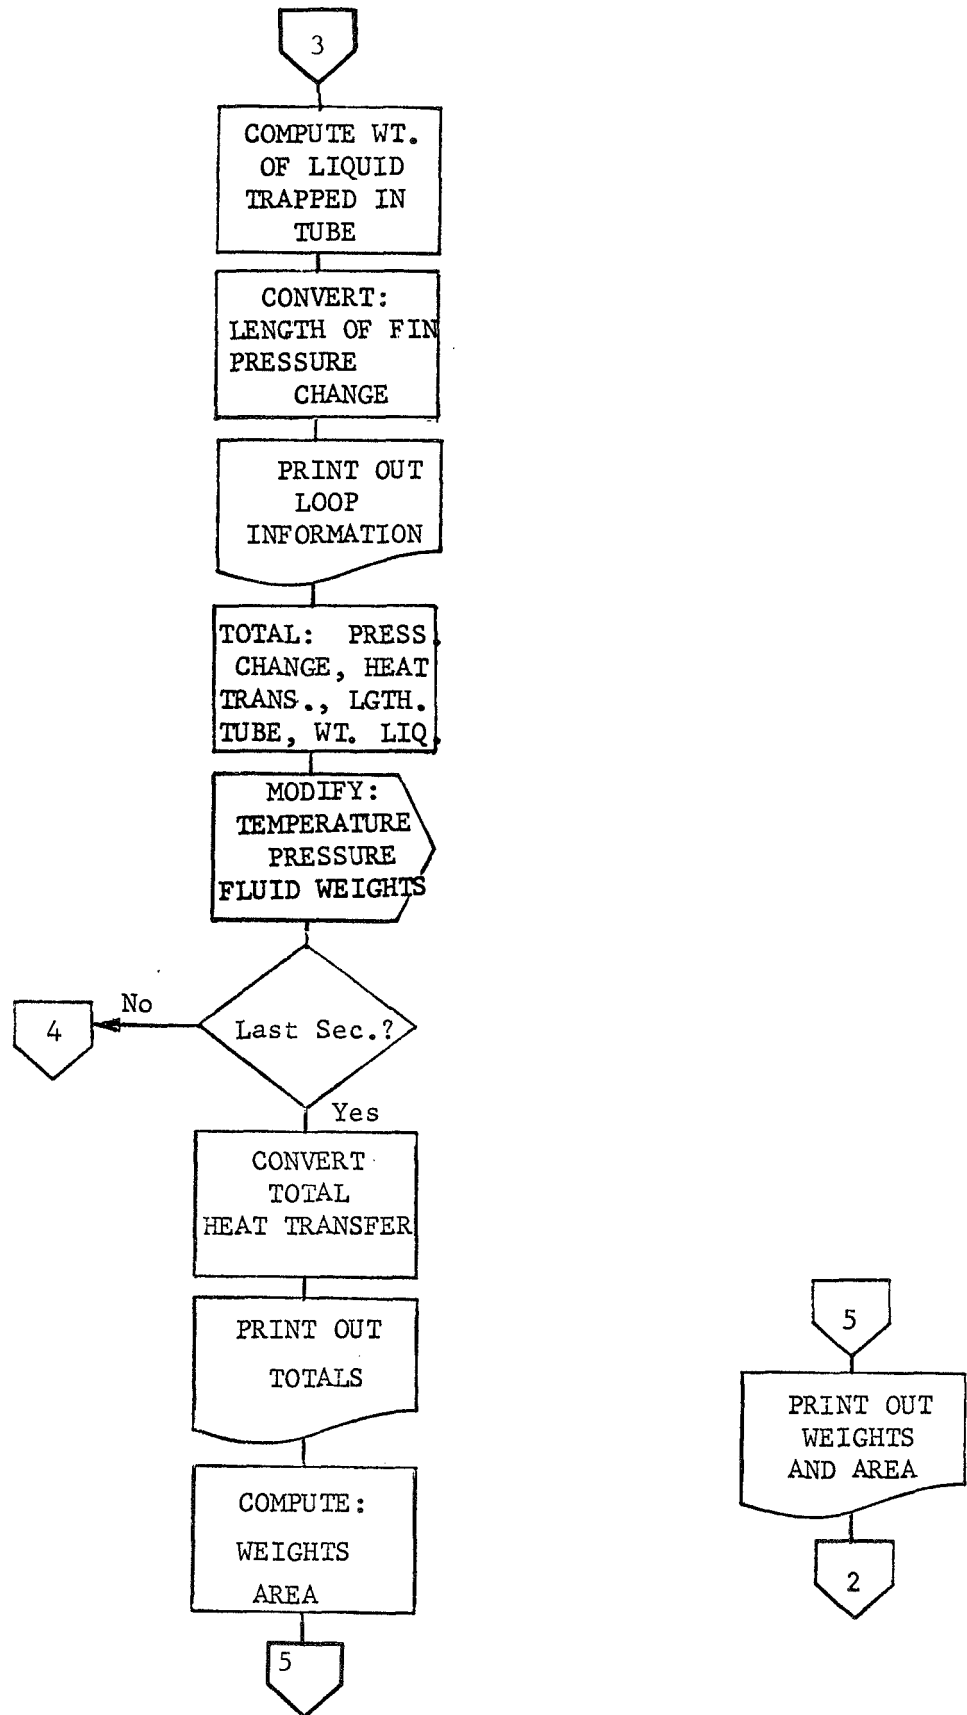 3
COMPUTE WT.
OF LIQUID
TRAPPED IN
TUBE
CONVERT:
LENGTH OF FIN
PRESSURE
CHANGE
PRINT OUT
LOOP
INFORMATION
TOTAL: PRESS.
CHANGE, HEAT
TRANS., LGTH.
TUBE, WT. LIQ.
MODIFY:
TEMPERATURE
PRESSURE
FLUID WEIGHTS
No
4
Last Sec.?
Yes
CONVERT
TOTAL
HEAT TRANSFER
PRINT OUT
TOTALS
COMPUTE:
WEIGHTS
AREA
5
5
PRINT OUT
WEIGHTS
AND AREA
2